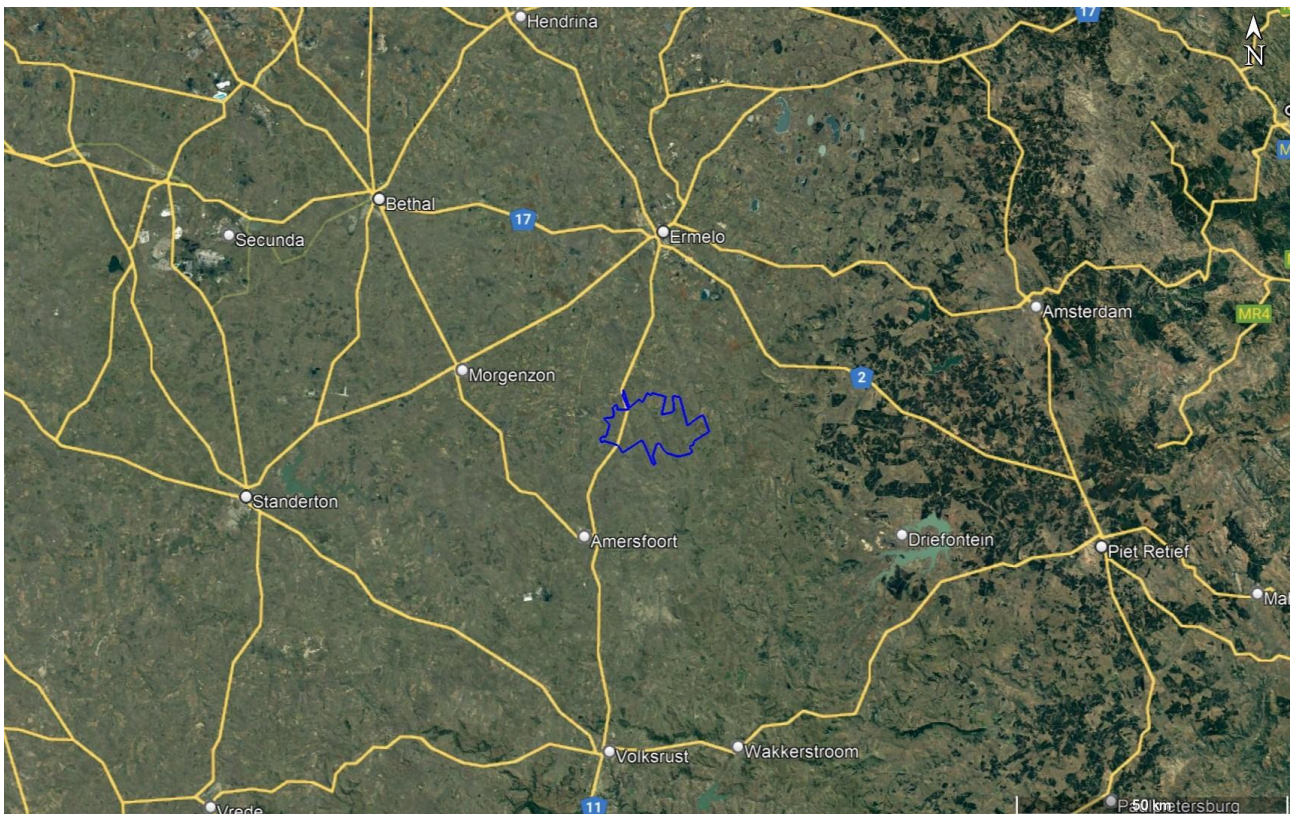 Hendrina
17
N
Bethal
17
Secunda
Ermelo
Amsterdam
MR4
Morgenzon
2
Standerton
Amersfoort
Driefontein
Piet Retief
Volksrust
Wakkerstroom
11
Vrede
50 km
Paulpietersburg